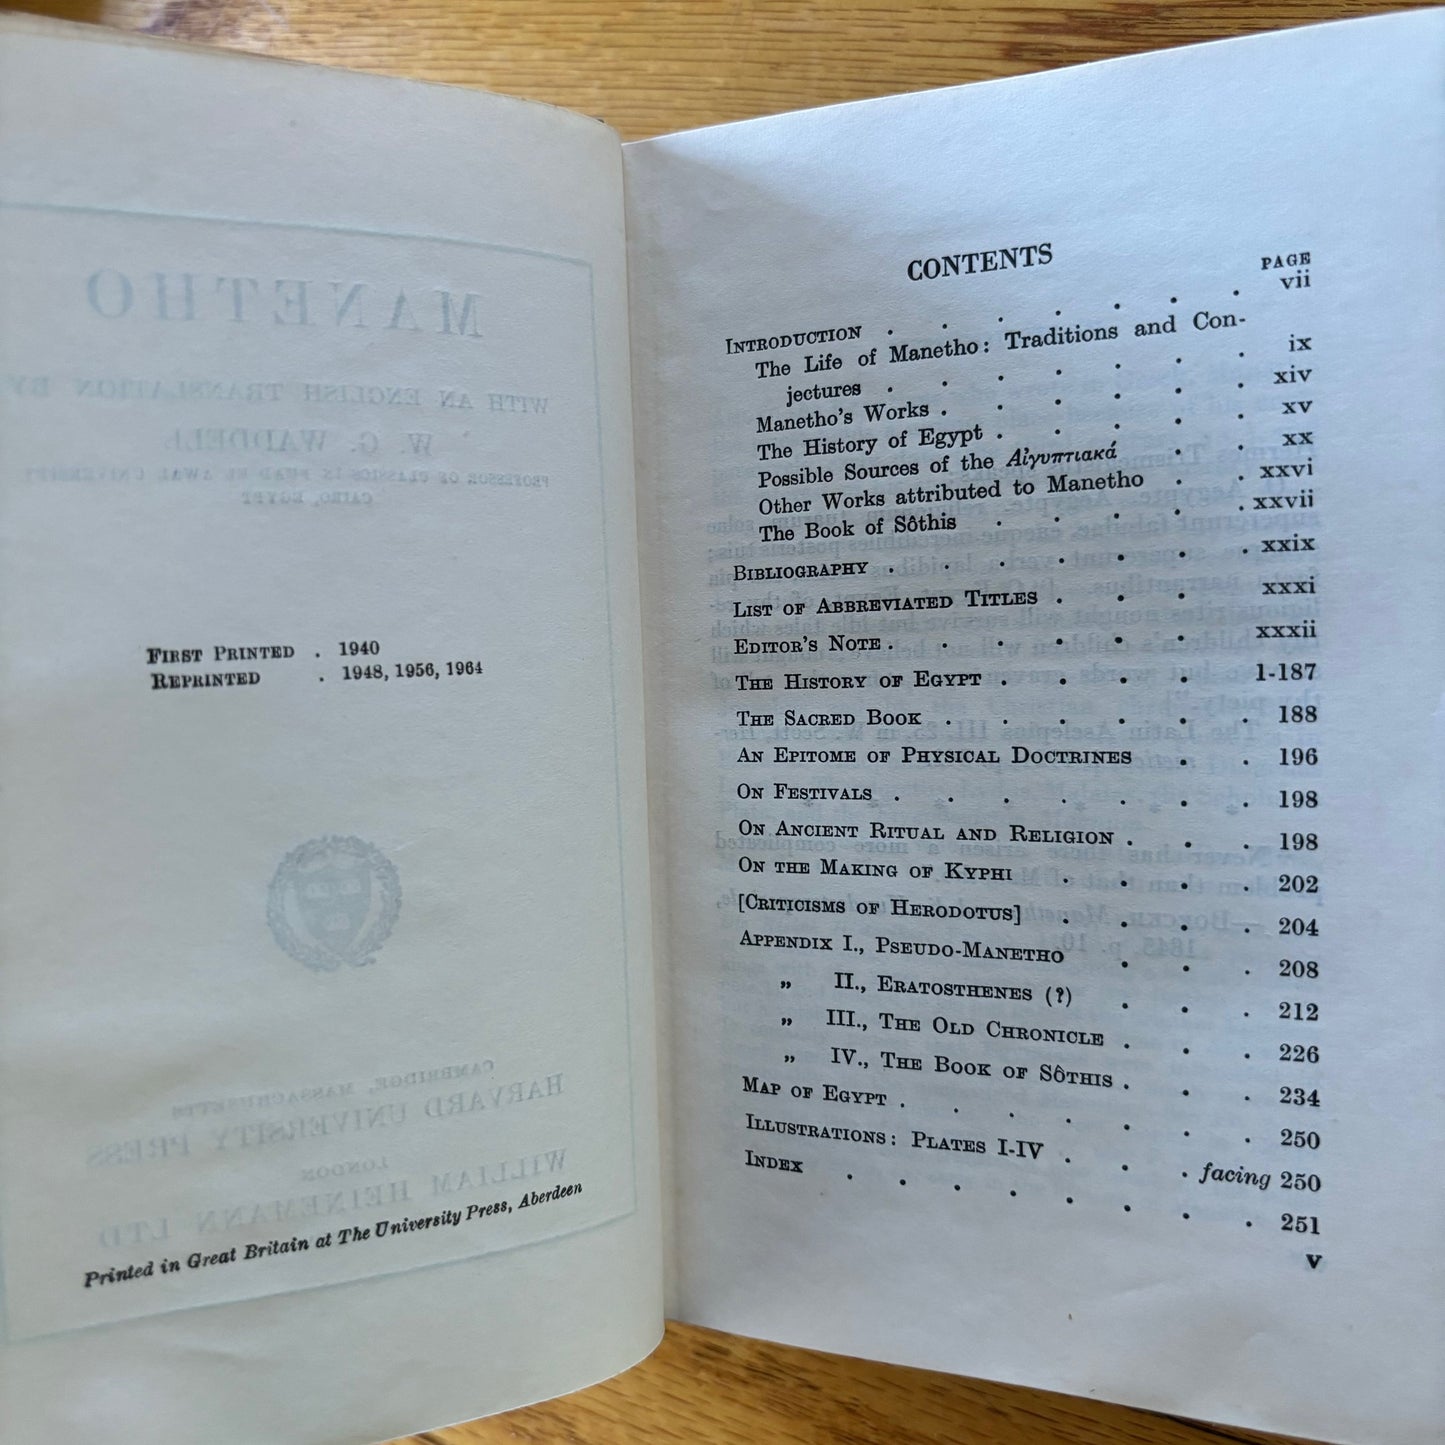 FIRST PRINTED . 1940
REPRINTED . 1948, 1956, 1964
Printed in Great Britain at The University Press, Aberdeen
CONTENTS
PAGE
INTRODUCTION . . . . . . . vii
The Life of Manetho: Traditions and Con-
jectures . . . . . . . ix
Manetho's Works . . . . . . xiv
The History of Egypt . . . . . xv
Possible Sources of the Αἰγυπτιακά . . xx
Other Works attributed to Manetho . . xxvi
The Book of Sôthis . . . . . xxvii
BIBLIOGRAPHY . . . . . . . xxix
LIST OF ABBREVIATED TITLES . . . xxxi
EDITOR'S NOTE . . . . . . xxxii
THE HISTORY OF EGYPT . . . . 1-187
THE SACRED BOOK . . . . . . 188
AN EPITOME OF PHYSICAL DOCTRINES . . 196
ON FESTIVALS . . . . . . . 198
ON ANCIENT RITUAL AND RELIGION . . . 198
ON THE MAKING OF KYPHI . . . . 202
[CRITICISMS OF HERODOTUS] . . . . 204
APPENDIX I., PSEUDO-MANETHO . . . 208
„ II., ERATOSTHENES (?) . . . 212
„ III., THE OLD CHRONICLE . . . 226
„ IV., THE BOOK OF SÔTHIS . . . 234
MAP OF EGYPT . . . . . . . 250
ILLUSTRATIONS: PLATES I-IV . . . facing 250
INDEX . . . . . . . . 251
v